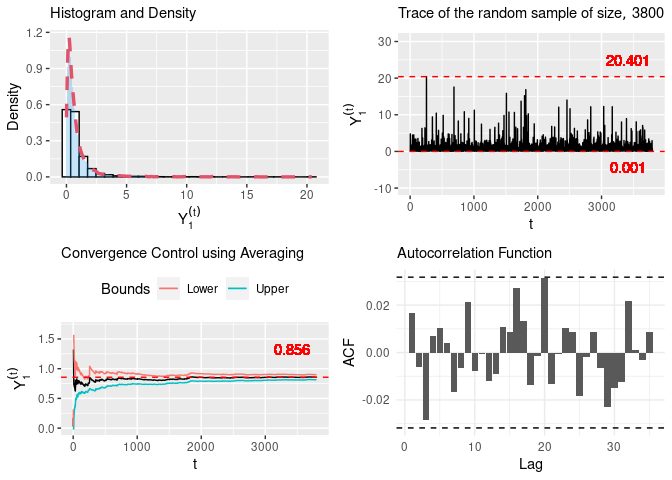 Histogram and Density
1.2
0.9
0.6
0.3
0.0
Density
0
5
10
15
20
Y₁⁽ᵗ⁾
Trace of the random sample of size, 3800
30
20
10
0
-10
Y₁⁽ᵗ⁾
20.401
0.001
0
1000
2000
3000
t
Convergence Control using Averaging
Bounds
Lower
Upper
1.5
1.0
0.5
0.0
Y₁⁽ᵗ⁾
0.856
0
1000
2000
3000
t
Autocorrelation Function
0.02
0.00
-0.02
ACF
0
10
20
30
Lag